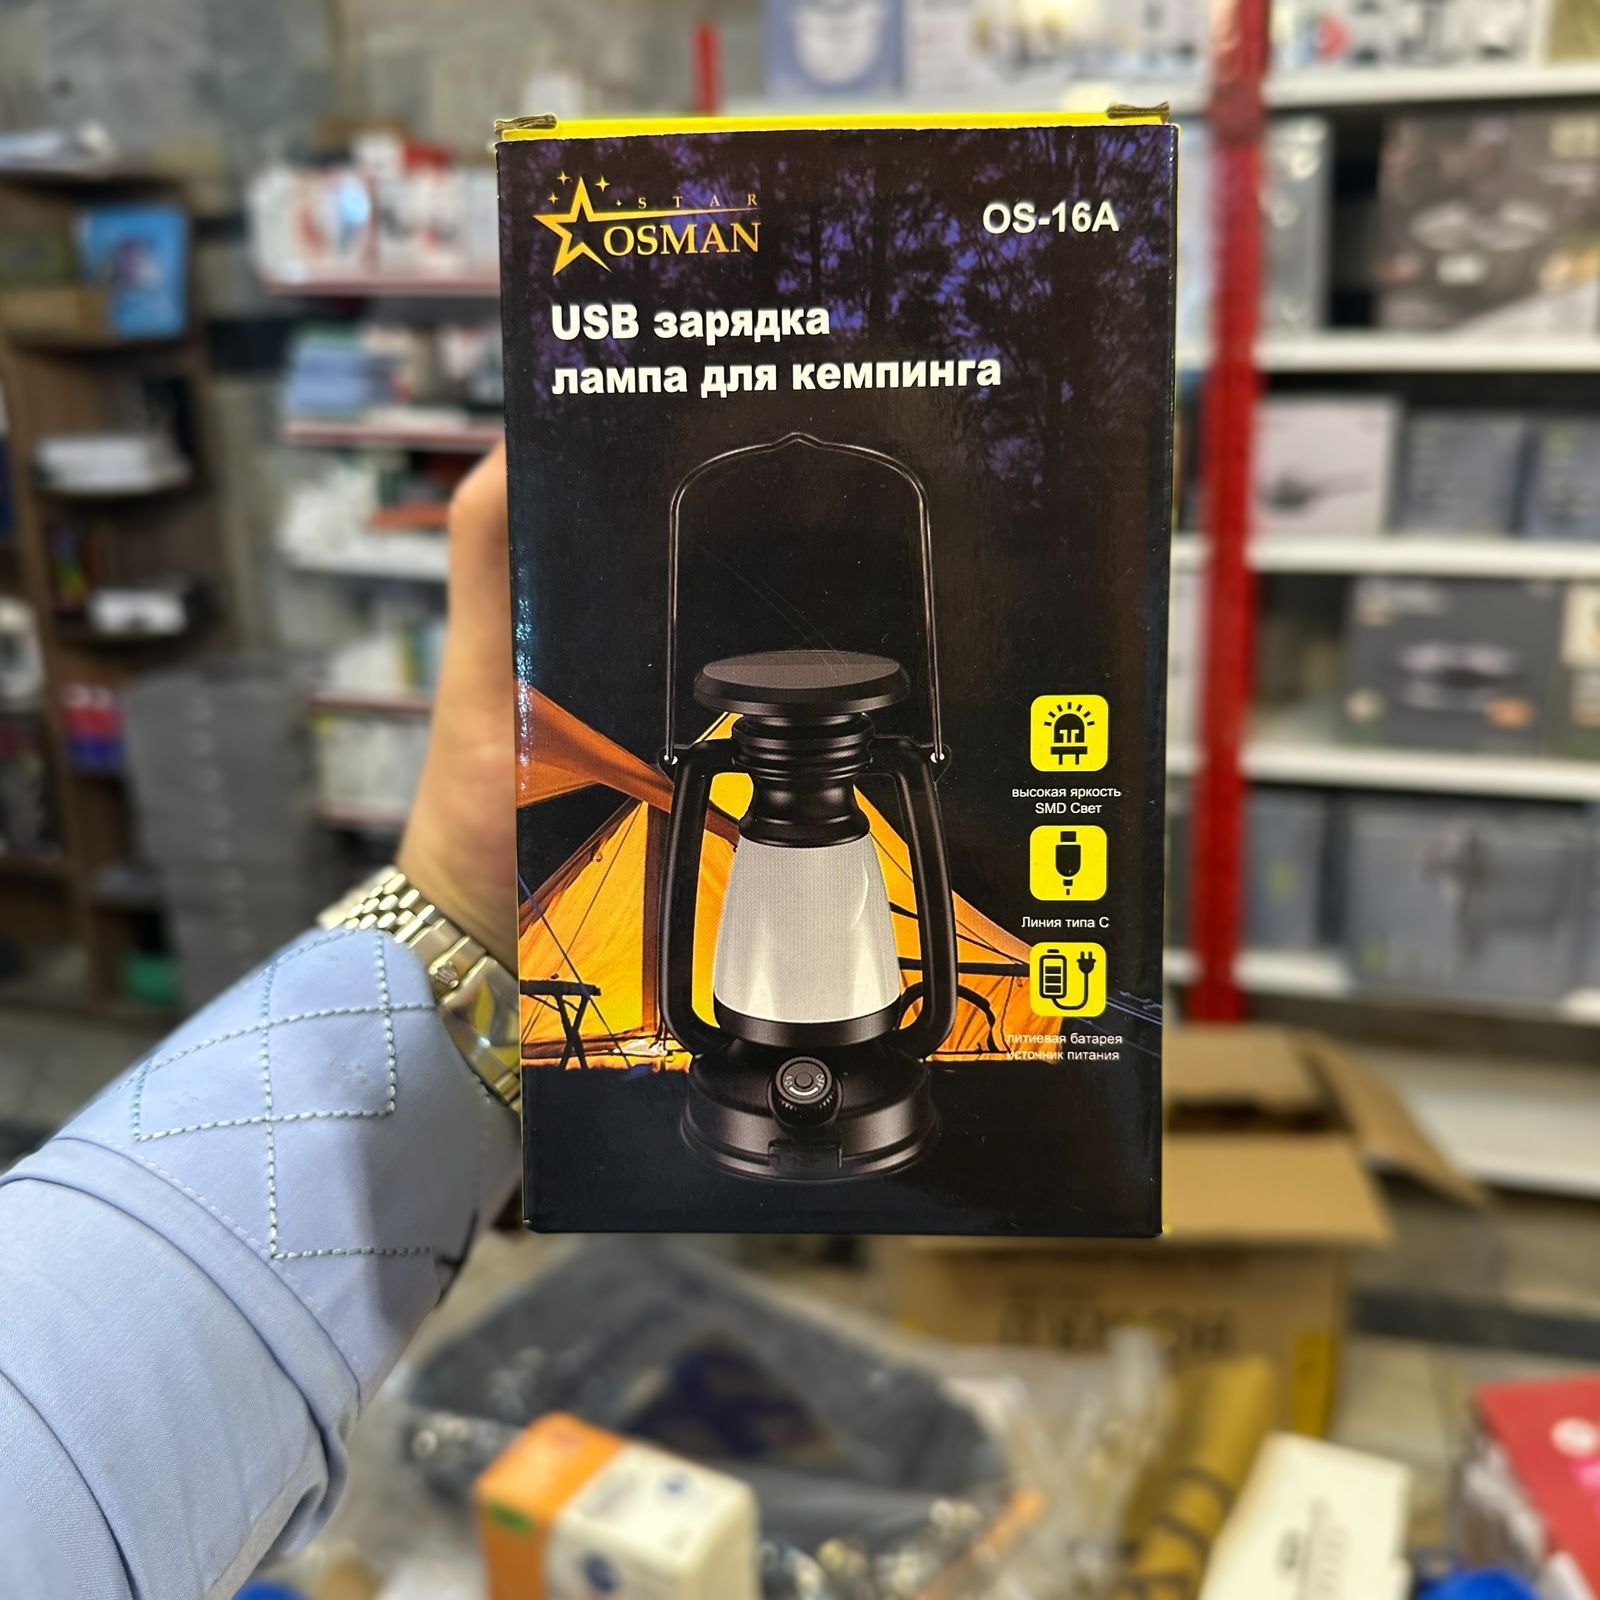 STAR
OSMAN
OS-16A
USB зарядка
лампа для кемпинга
высокая яркость
SMD Свет
Линия типа C
литиевая батарея
источник питания